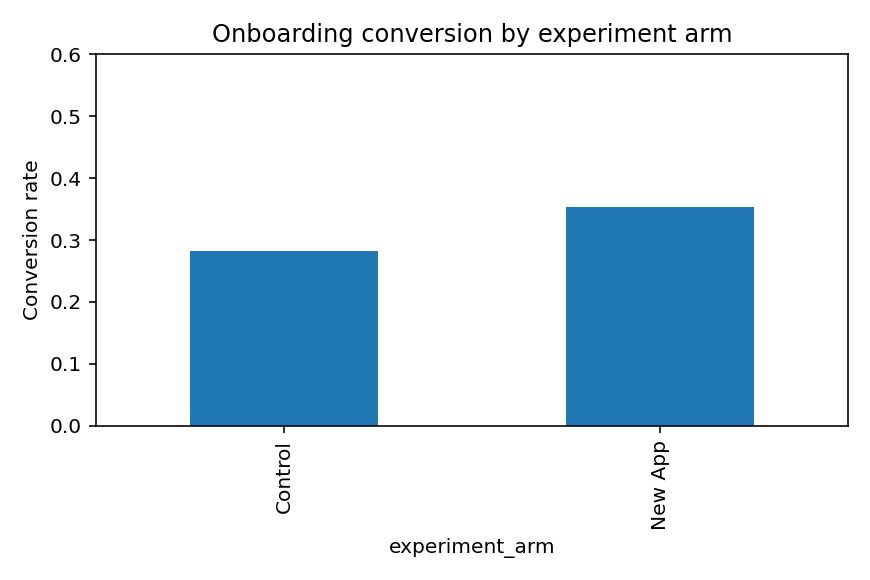 Onboarding conversion by experiment arm
0.6
0.5
0.4
0.3
0.2
0.1
0.0
Conversion rate
Control
New App
experiment_arm